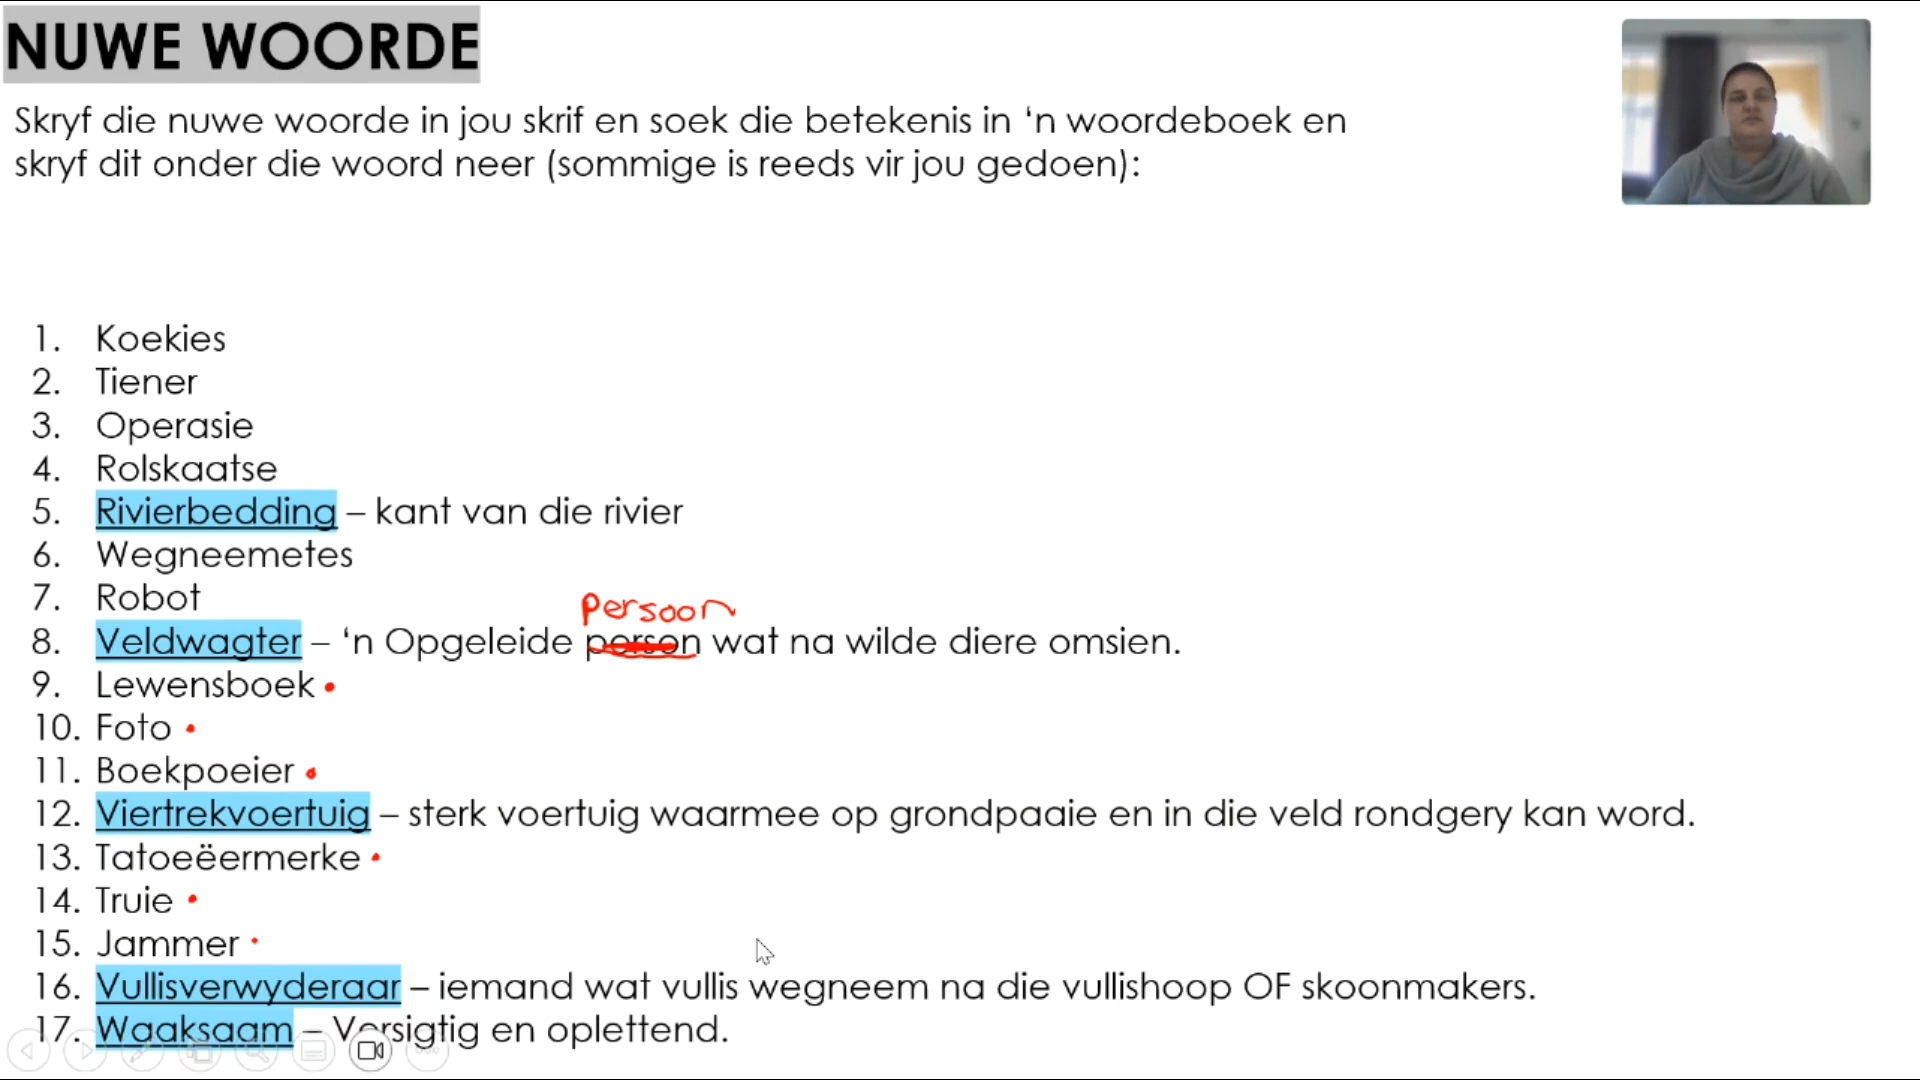 NUWE WOORDE
Skryf die nuwe woorde in jou skrif en soek die betekenis in ‘n woordeboek en
skryf dit onder die woord neer (sommige is reeds vir jou gedoen):
1. Koekies
2. Tiener
3. Operasie
4. Rolskaatse
5. Rivierbedding – kant van die rivier
6. Wegneemetes
7. Robot
persoon
8. Veldwagter – ‘n Opgeleide person wat na wilde diere omsien.
9. Lewensboek
10. Foto
11. Boekpoeier
12. Viertrekvoertuig – sterk voertuig waarmee op grondpaaie en in die veld rondgery kan word.
13. Tatoeëermerke
14. Truie
15. Jammer
16. Vullisverwyderaar – iemand wat vullis wegneem na die vullishoop OF skoonmakers.
17. Waaksaam – Versigtig en oplettend.